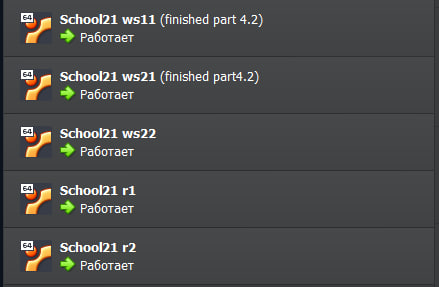 64
School21 ws11 (finished part 4.2)
Работает
64
School21 ws21 (finished part4.2)
Работает
64
School21 ws22
Работает
64
School21 r1
Работает
64
School21 r2
Работает